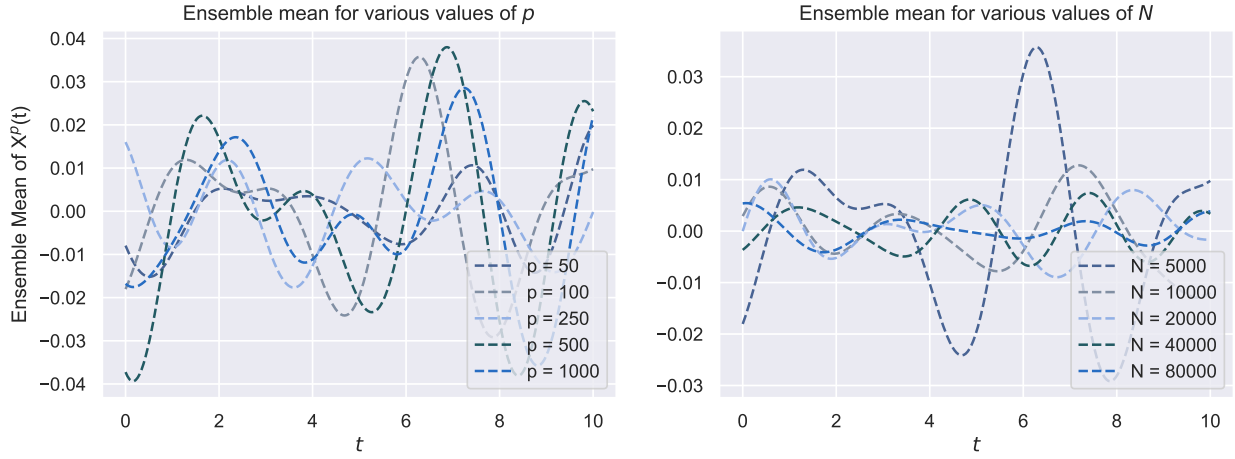 Ensemble mean for various values of p
Ensemble Mean of X^p(t)
0.04
0.03
0.02
0.01
0.00
−0.01
−0.02
−0.03
−0.04
0 2 4 6 8 10
t
p = 50
p = 100
p = 250
p = 500
p = 1000
Ensemble mean for various values of N
0.03
0.02
0.01
0.00
−0.01
−0.02
−0.03
0 2 4 6 8 10
t
N = 5000
N = 10000
N = 20000
N = 40000
N = 80000